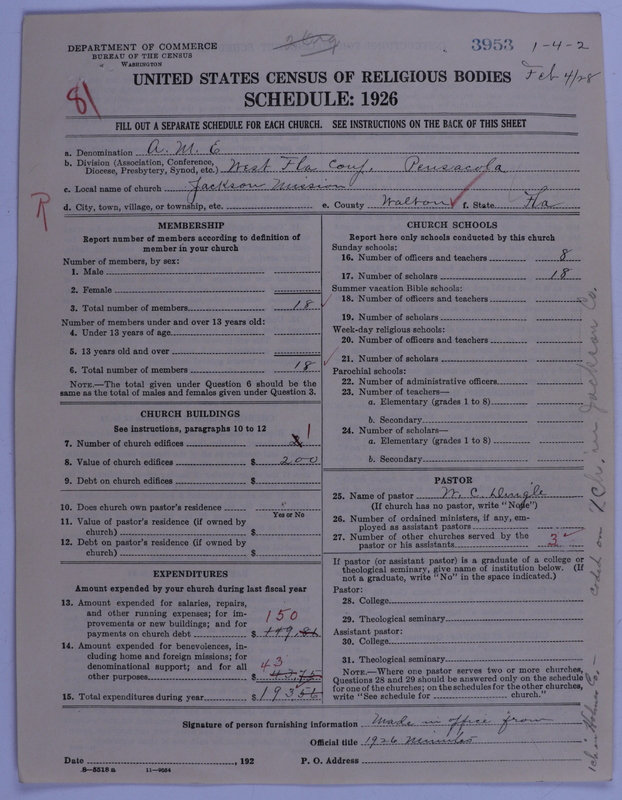 DEPARTMENT OF COMMERCE
BUREAU OF THE CENSUS
WASHINGTON
3953 1-4-2
Feb 4/28
UNITED STATES CENSUS OF RELIGIOUS BODIES
SCHEDULE: 1926
81
FILL OUT A SEPARATE SCHEDULE FOR EACH CHURCH. SEE INSTRUCTIONS ON THE BACK OF THIS SHEET
a. Denomination A. M. E
b. Division (Association, Conference, Diocese, Presbytery, Synod, etc.) West Fla Conf. Pensacola
c. Local name of church Jackson Mission
d. City, town, village, or township, etc. e. County Walton f. State Fla
R
MEMBERSHIP
Report number of members according to definition of
member in your church
Number of members, by sex:
1. Male
2. Female
3. Total number of members 18
Number of members under and over 13 years old:
4. Under 13 years of age
5. 13 years old and over
6. Total number of members 18
NOTE.—The total given under Question 6 should be
same as the total of males and females given under Question 3.
CHURCH BUILDINGS
See instructions, paragraphs 10 to 12
7. Number of church edifices 1
8. Value of church edifices $ 200
9. Debt on church edifices $
10. Does church own pastor's residence
Yes or No
11. Value of pastor's residence (if owned by
church) $
12. Debt on pastor's residence (if owned by
church) $
EXPENDITURES
Amount expended by your church during last fiscal year
13. Amount expended for salaries, repairs,
and other running expenses; for im-
provements or new buildings; and for
payments on church debt $ 150 149.81
14. Amount expended for benevolences, in-
cluding home and foreign missions; for
denominational support; and for all
other purposes $ 43 43.75
15. Total expenditures during year $ 193.56
CHURCH SCHOOLS
Report here only schools conducted by this church
Sunday schools:
16. Number of officers and teachers 8
17. Number of scholars 18
Summer vacation Bible schools:
18. Number of officers and teachers
19. Number of scholars
Week-day religious schools:
20. Number of officers and teachers
21. Number of scholars
Parochial schools:
22. Number of administrative officers
23. Number of teachers—
a. Elementary (grades 1 to 8)
b. Secondary
24. Number of scholars—
a. Elementary (grades 1 to 8)
b. Secondary
PASTOR
25. Name of pastor W. C. Dingle
(If church has no pastor, write "None")
26. Number of ordained ministers, if any, em-
ployed as assistant pastors
27. Number of other churches served by the
pastor or his assistants 3
If pastor (or assistant pastor) is a graduate of a college or
theological seminary, give name of institution below. (If
not a graduate, write "No" in the space indicated.)
Pastor:
28. College
29. Theological seminary
Assistant pastor:
30. College
31. Theological seminary
NOTE.—Where one pastor serves two or more churches,
Questions 28 and 29 should be answered only on the schedule
for one of the churches; on the schedules for the other churches,
write "See schedule for church."
Signature of person furnishing information Made in office from
Official title 1926 Minutes
Date , 192 P. O. Address
8-5518 a 11-9054
in Jackson Co.